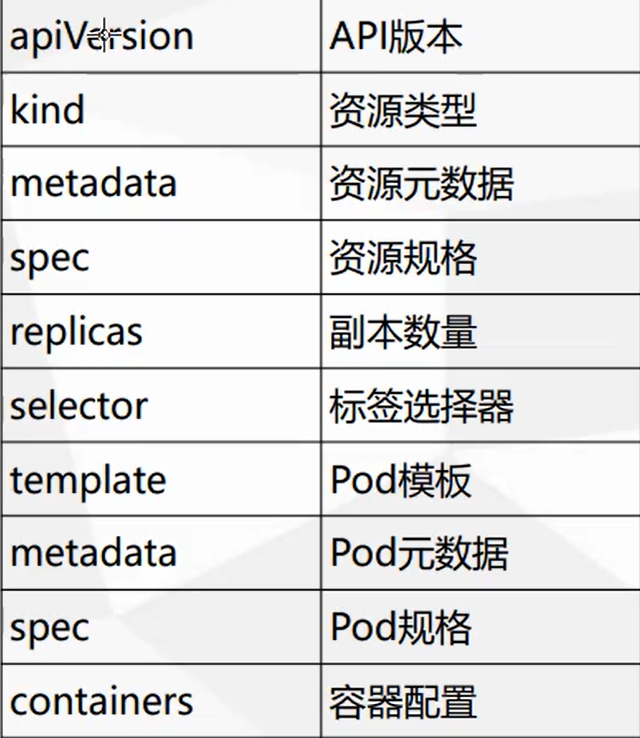 apiVersion API版本
kind 资源类型
metadata 资源元数据
spec 资源规格
replicas 副本数量
selector 标签选择器
template Pod模板
metadata Pod元数据
spec Pod规格
containers 容器配置